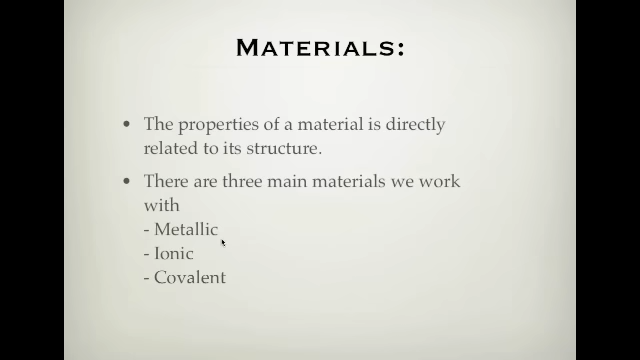 MATERIALS:
• The properties of a material is directly
related to its structure.
• There are three main materials we work
with
- Metallic
- Ionic
- Covalent